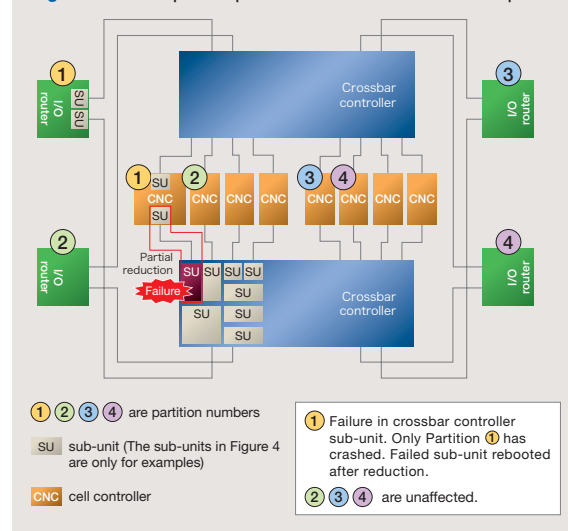 1
3
I/O
router
SU
SU
Crossbar
controller
I/O
router
1
SU
CNC
SU
2
CNC
CNC
CNC
3
CNC
4
CNC
CNC
CNC
2
I/O
router
Partial
reduction
Failure
SU
SU
SU
SU
SU
SU
SU
SU
Crossbar
controller
4
I/O
router
1 2 3 4 are partition numbers
SU sub-unit (The sub-units in Figure 4
are only for examples)
CNC cell controller
1 Failure in crossbar controller
sub-unit. Only Partition 1 has
crashed. Failed sub-unit rebooted
after reduction.
2 3 4 are unaffected.